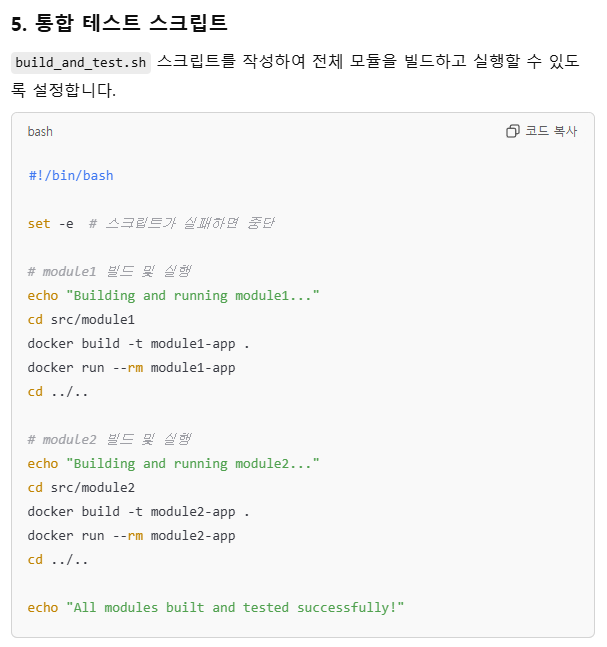 5. 통합 테스트 스크립트
build_and_test.sh 스크립트를 작성하여 전체 모듈을 빌드하고 실행할 수 있도
록 설정합니다.
bash 코드 복사
#!/bin/bash
set -e  # 스크립트가 실패하면 중단
# module1 빌드 및 실행
echo "Building and running module1..."
cd src/module1
docker build -t module1-app .
docker run --rm module1-app
cd ../..
# module2 빌드 및 실행
echo "Building and running module2..."
cd src/module2
docker build -t module2-app .
docker run --rm module2-app
cd ../..
echo "All modules built and tested successfully!"